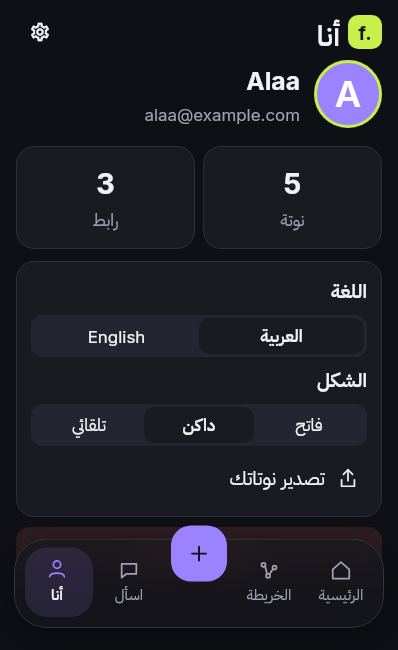 f. أنا
Alaa
A
alaa@example.com
5
نوتة
3
رابط
اللغة
العربية English
الشكل
فاتح داكن تلقائي
تصدير نوتاتك
الرئيسية الخريطة + اسأل أنا